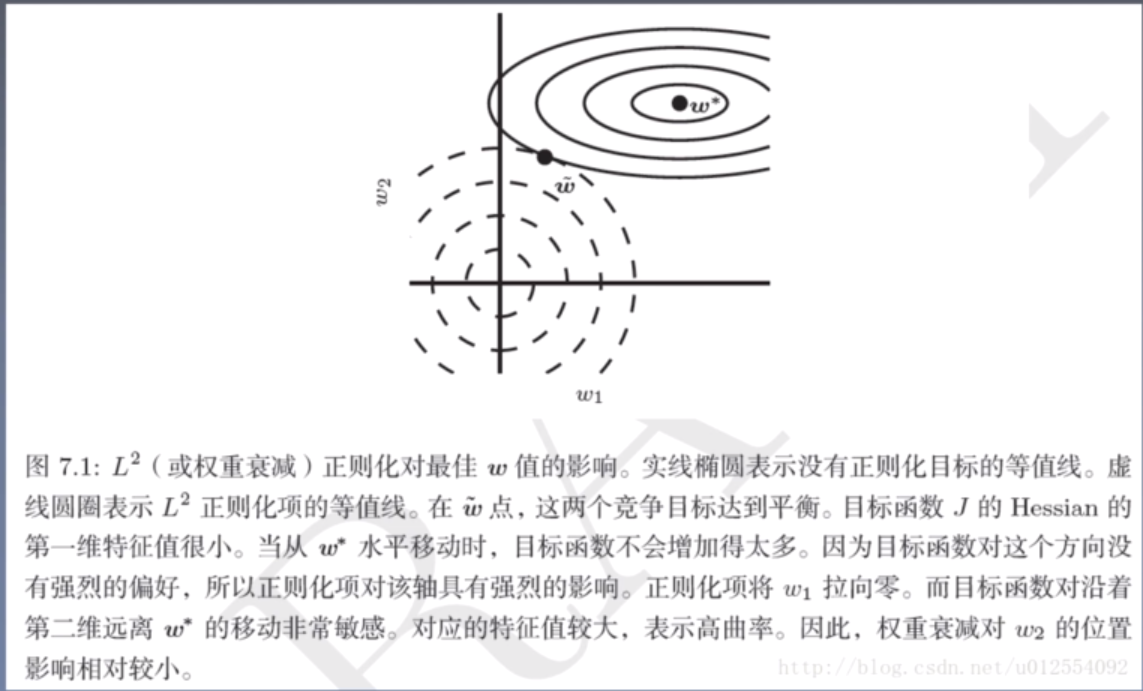 w*
w̃
w₂
w₁
图 7.1: L²（或权重衰减）正则化对最佳 w 值的影响。实线椭圆表示没有正则化目标的等值线。虚
线圆圈表示 L² 正则化项的等值线。在 w̃ 点，这两个竞争目标达到平衡。目标函数 J 的 Hessian 的
第一维特征值很小。当从 w* 水平移动时，目标函数不会增加得太多。因为目标函数对这个方向没
有强烈的偏好，所以正则化项对该轴具有强烈的影响。正则化项将 w₁ 拉向零。而目标函数对沿着
第二维远离 w* 的移动非常敏感。对应的特征值较大，表示高曲率。因此，权重衰减对 w₂ 的位置
影响相对较小。
http://blog.csdn.net/u012554092